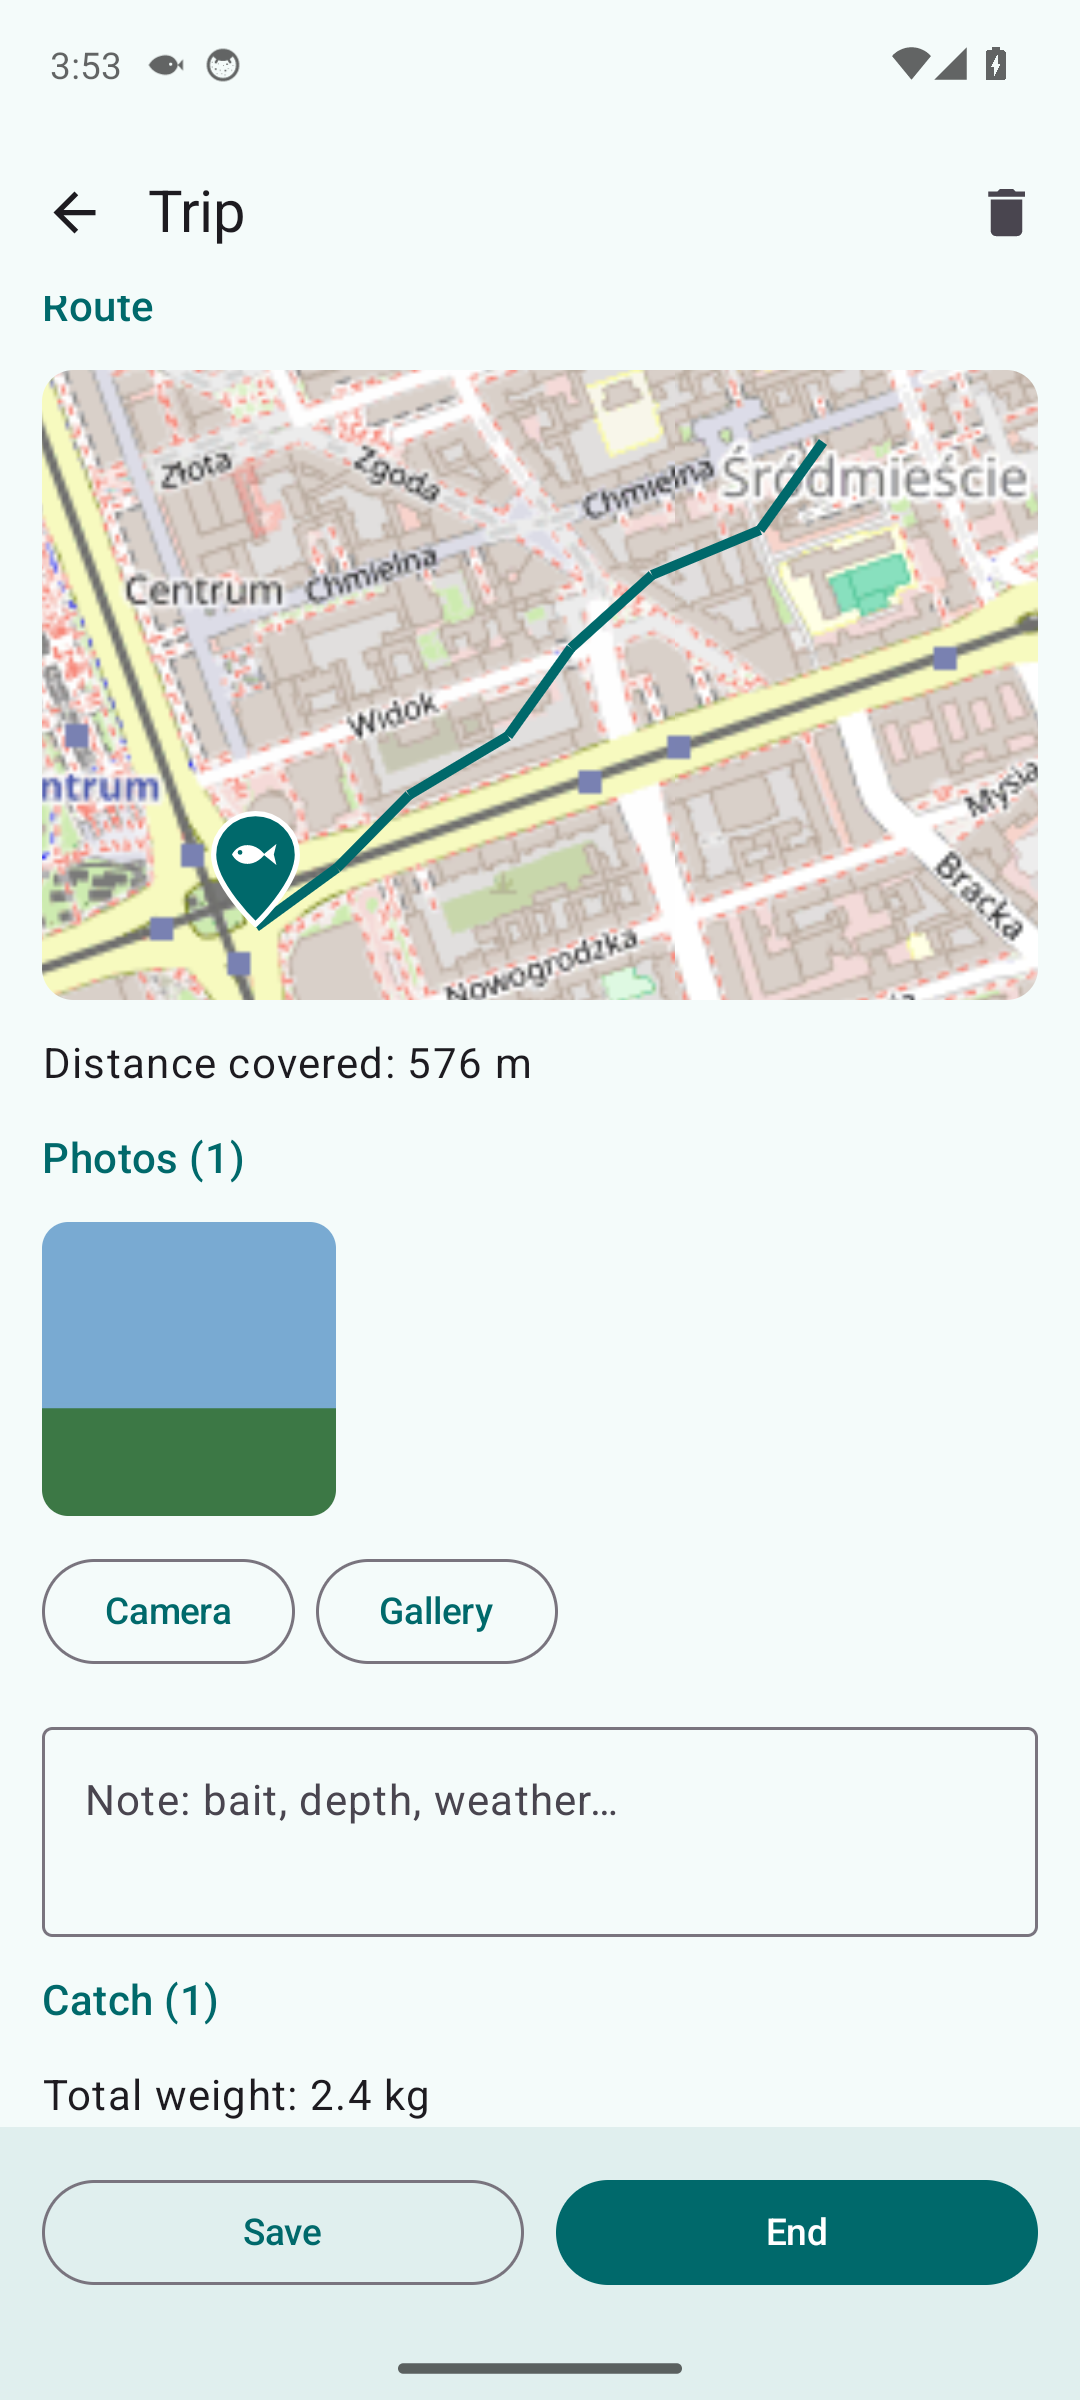 3:53
Trip
Route
Złota
Zgoda
Chmielna
Śródmieście
Centrum
Chmielna
Widok
ntrum
Mysia
Bracka
Nowogrodzka
Distance covered: 576 m
Photos (1)
Camera
Gallery
Note: bait, depth, weather…
Catch (1)
Total weight: 2.4 kg
Save
End